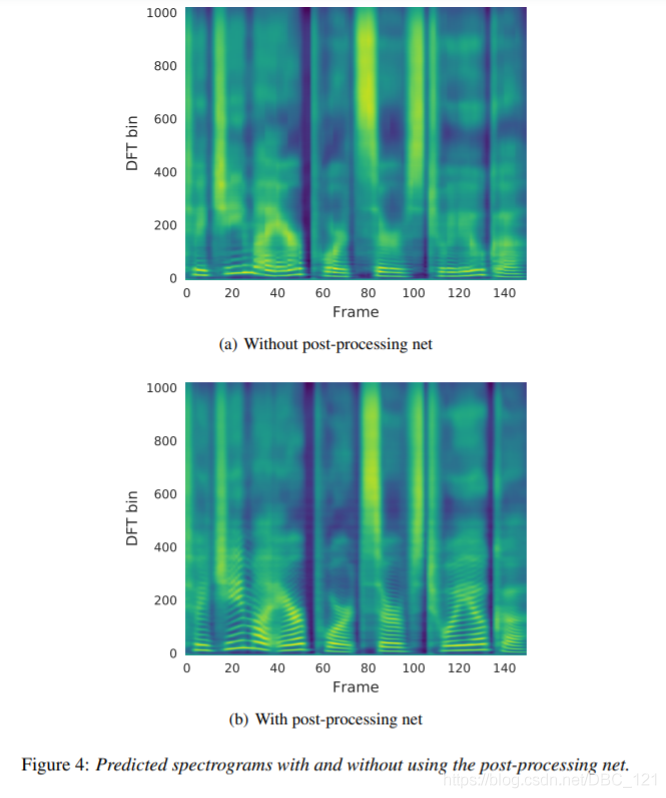 1000
800
600
400
200
0
DFT bin
0 20 40 60 80 100 120 140
Frame
(a) Without post-processing net
1000
800
600
400
200
0
DFT bin
0 20 40 60 80 100 120 140
Frame
(b) With post-processing net
Figure 4: Predicted spectrograms with and without using the post-processing net.
https://blog.csdn.net/DBC_121